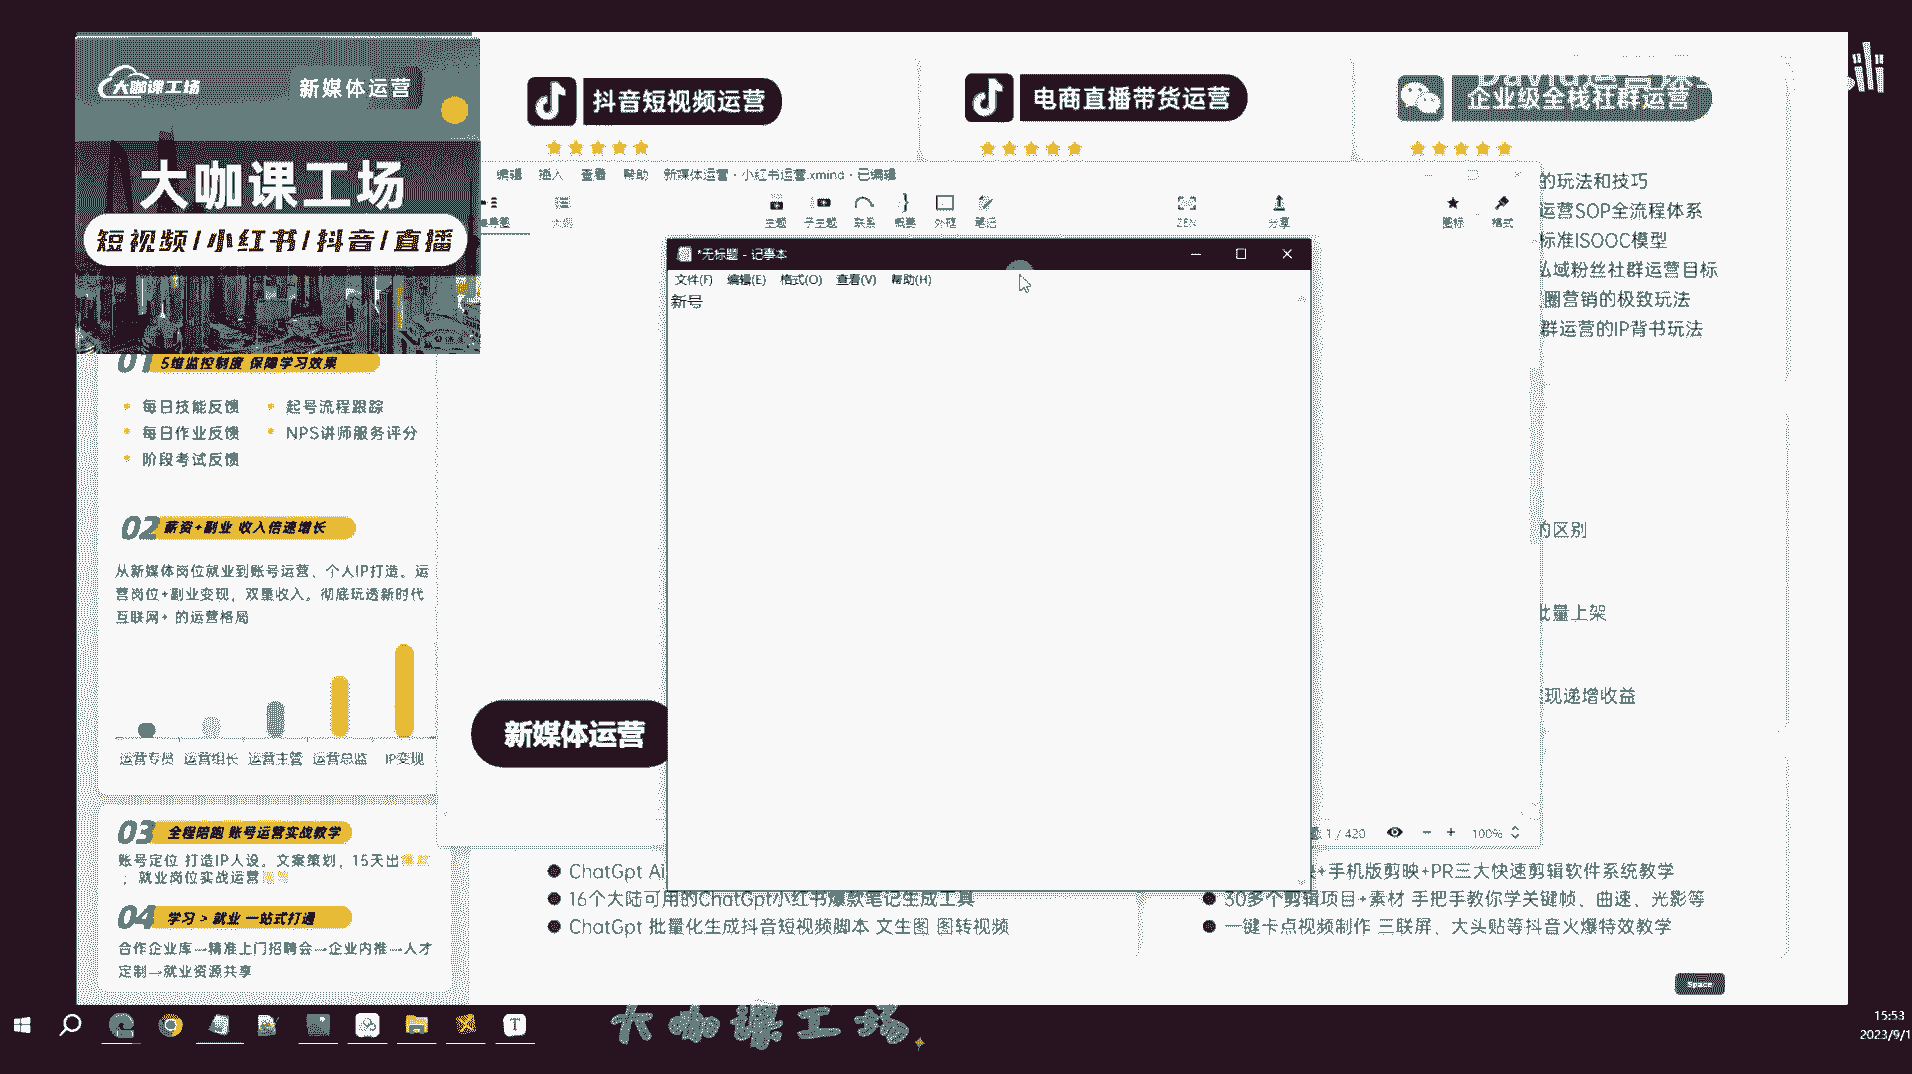 大咖课工场
新媒体运营
大咖课工场
短视频/小红书/抖音/直播
01 5维监控制度 保障学习效果
每日技能反馈
起号流程跟踪
每日作业反馈
NPS讲师服务评分
阶段考试反馈
02 薪资+副业 收入倍速增长
从新媒体岗位就业到账号运营、个人IP打造。运
营岗位+副业变现，双重收入。彻底玩透新时代
互联网+ 的运营格局
运营专员 运营组长 运营主管 运营总监 IP变现
03 全程陪跑 账号运营实战教学
账号定位 打造IP人设。文案策划，15天出
；就业岗位实战运营
04 学习 > 就业 一站式打通
合作企业库→精准上门招聘会→企业内推→人才
定制→就业资源共享
抖音短视频运营
电商直播带货运营
企业级全栈社群运营
的玩法和技巧
运营SOP全流程体系
标准ISOOC模型
私域粉丝社群运营目标
圈营销的极致玩法
群运营的IP背书玩法
的区别
批量上架
现递增收益
编辑 插入 查看 帮助 新媒体运营 - 小红书运营.xmind - 已编辑
大纲 主题 子主题 联系 概要 外框 笔记 ZEN 分享 图标 格式
*无标题 - 记事本
文件(F) 编辑(E) 格式(O) 查看(V) 帮助(H)
新号
新媒体运营
1 / 420
100%
ChatGpt Ai
16个大陆可用的ChatGpt小红书爆款笔记生成工具
ChatGpt 批量化生成抖音短视频脚本 文生图 图转视频
+手机版剪映+PR三大快速剪辑软件系统教学
30多个剪辑项目+素材 手把手教你学关键帧、曲速、光影等
一键卡点视频制作 三联屏、大头贴等抖音火爆特效教学
Space
大咖课工场
15:53
2023/9/1